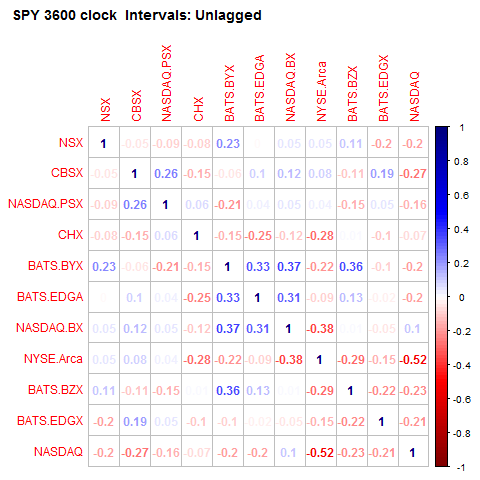 SPY 3600 clock Intervals: Unlagged
NSX CBSX NASDAQ.PSX CHX BATS.BYX BATS.EDGA NASDAQ.BX NYSE.Arca BATS.BZX BATS.EDGX NASDAQ
NSX 1 -0.05 -0.09 -0.08 0.23 0.05 0.05 0.11 -0.2 -0.2
CBSX -0.05 1 0.26 -0.15 -0.06 0.1 0.12 0.08 -0.11 0.19 -0.27
NASDAQ.PSX -0.09 0.26 1 0.06 -0.21 0.04 0.05 0.04 -0.15 0.05 -0.16
CHX -0.08 -0.15 0.06 1 -0.15 -0.25 -0.12 -0.28 -0.1 -0.07
BATS.BYX 0.23 -0.06 -0.21 -0.15 1 0.33 0.37 -0.22 0.36 -0.1 -0.2
BATS.EDGA 0.1 0.04 -0.25 0.33 1 0.31 -0.09 0.13 -0.02 -0.2
NASDAQ.BX 0.05 0.12 0.05 -0.12 0.37 0.31 1 -0.38 -0.05 0.1
NYSE.Arca 0.05 0.08 0.04 -0.28 -0.22 -0.09 -0.38 1 -0.29 -0.15 -0.52
BATS.BZX 0.11 -0.11 -0.15 0.36 0.13 -0.29 1 -0.22 -0.23
BATS.EDGX -0.2 0.19 0.05 -0.1 -0.1 -0.02 -0.05 -0.15 -0.22 1 -0.21
NASDAQ -0.2 -0.27 -0.16 -0.07 -0.2 -0.2 0.1 -0.52 -0.23 -0.21 1
1
0.8
0.6
0.4
0.2
0
-0.2
-0.4
-0.6
-0.8
-1